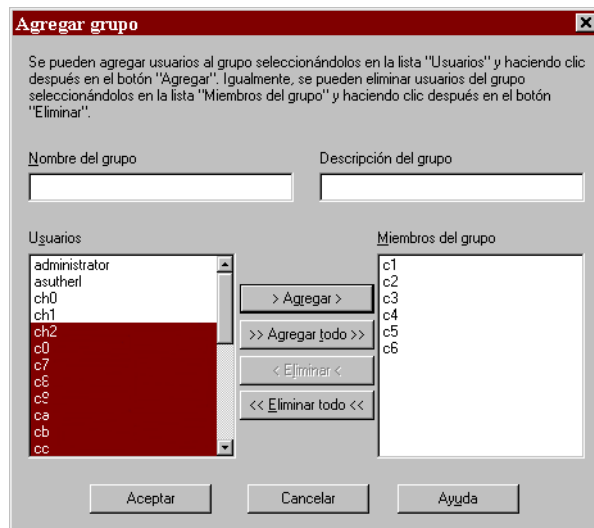 Agregar grupo
Se pueden agregar usuarios al grupo seleccionándolos en la lista "Usuarios" y haciendo clic
después en el botón "Agregar". Igualmente, se pueden eliminar usuarios del grupo
seleccionándolos en la lista "Miembros del grupo" y haciendo clic después en el botón
"Eliminar".
Nombre del grupo
Descripción del grupo
Usuarios
administrator
asutherl
ch0
ch1
ch2
c0
c7
c8
c9
ca
cb
cc
> Agregar >
>> Agregar todo >>
< Eliminar <
<< Eliminar todo <<
Miembros del grupo
c1
c2
c3
c4
c5
c6
Aceptar
Cancelar
Ayuda